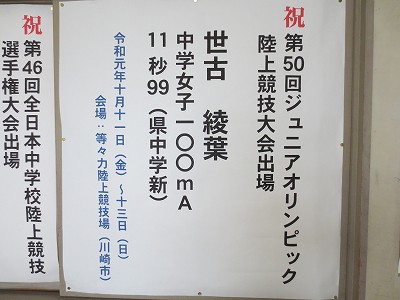 祝 第50回ジュニアオリンピック
陸上競技大会出場
世古 綾葉
中学女子一〇〇mA
11秒99(県中学新)
令和元年十月十一日(金)~十三日(日)
会場:等々力陸上競技場(川崎市)
祝 第46回全日本中学校陸上競技
選手権大会出場